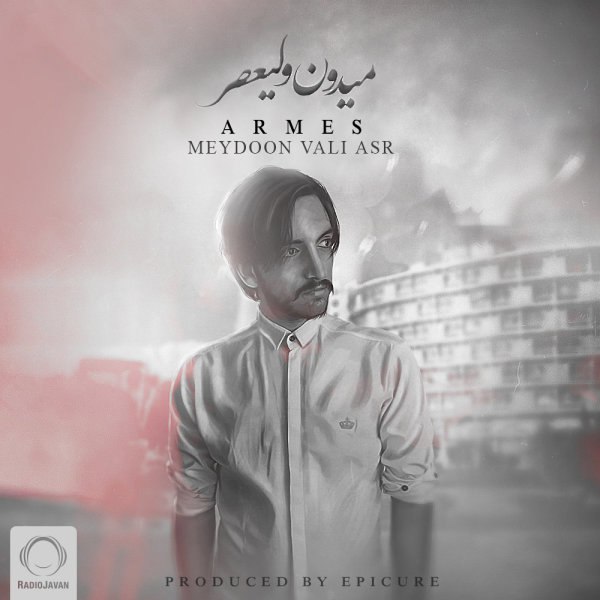 میدون ولیعصر
ARMES
MEYDOON VALI ASR
RADIOJAVAN
PRODUCED BY EPICURE